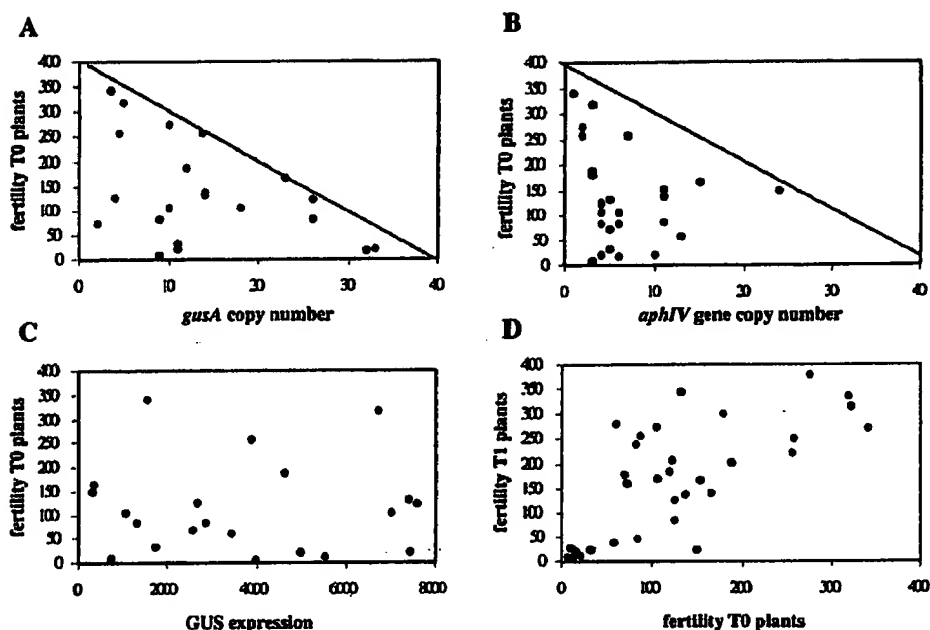 A
fertility T0 plants
400
350
300
250
200
150
100
50
0
0 10 20 30 40
gusA copy number
B
fertility T0 plants
400
350
300
250
200
150
100
50
0
0 10 20 30 40
aphIV gene copy number
C
fertility T0 plants
400
350
300
250
200
150
100
50
0
0 2000 4000 6000 8000
GUS expression
D
fertility T1 plants
400
350
300
250
200
150
100
50
0
0 100 200 300 400
fertility T0 plants